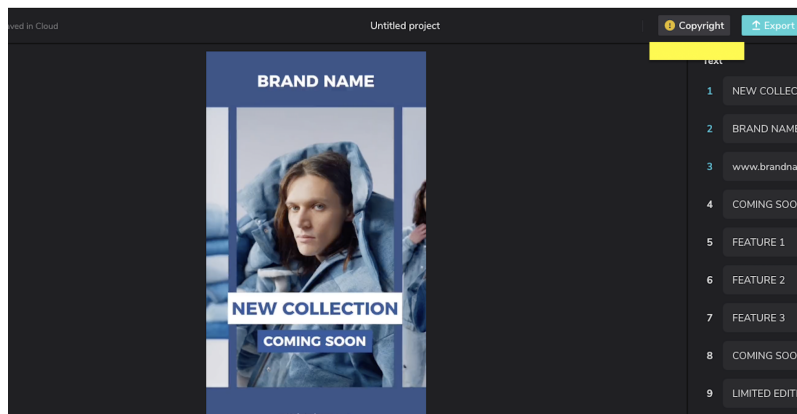 Saved in Cloud
Untitled project
Copyright
Export
Text
BRAND NAME
NEW COLLECTION
COMING SOON
1 NEW COLLEC
2 BRAND NAME
3 www.brandna
4 COMING SOO
5 FEATURE 1
6 FEATURE 2
7 FEATURE 3
8 COMING SOO
9 LIMITED EDIT